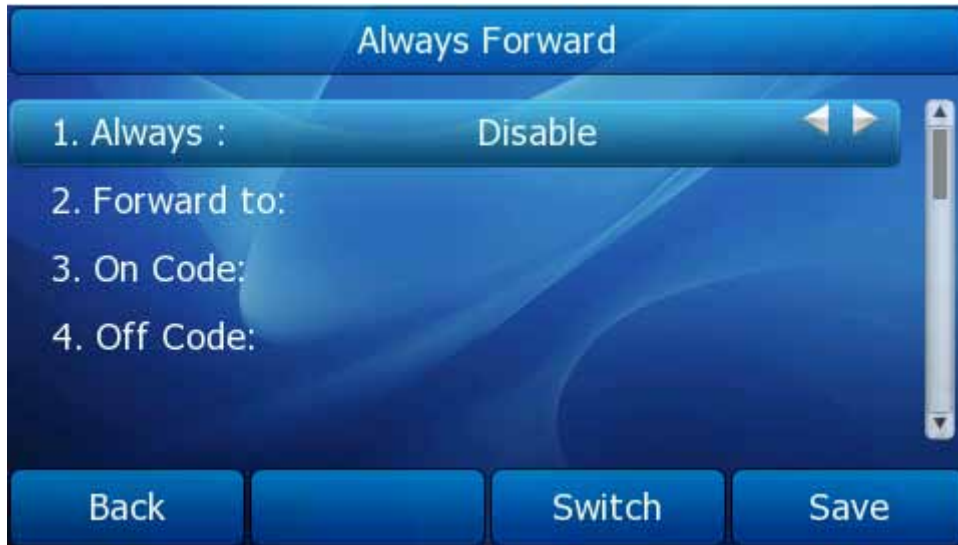 Always Forward
1. Always : Disable
2. Forward to:
3. On Code:
4. Off Code:
Back Switch Save